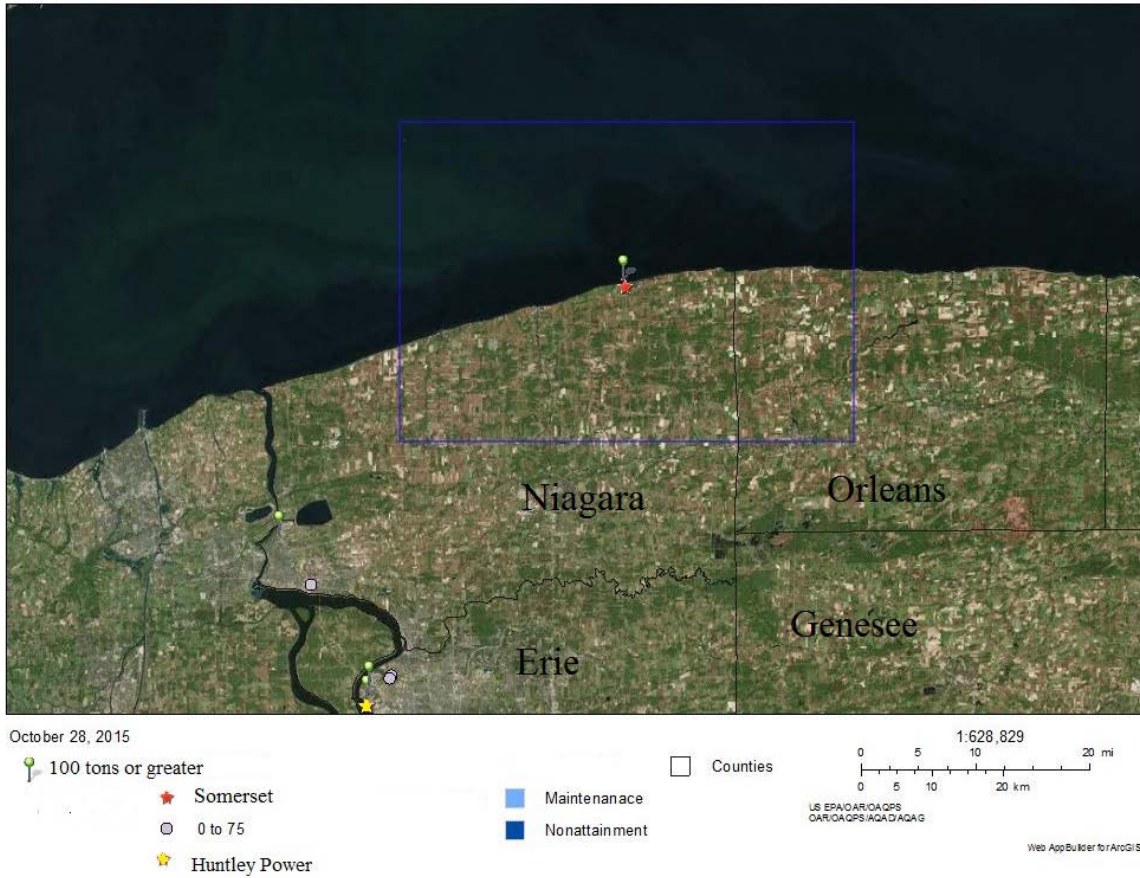 Niagara
Orleans
Genesee
Erie
October 28, 2015
100 tons or greater
Somerset
0 to 75
Huntley Power
Maintenanace
Nonattainment
Counties
1:628,829
0 5 10 20 mi
0 5 10 20 km
US EPA/OAR/OAQPS
OAR/OAQPS/AQAD/AQAG
Web AppBuilder for ArcGIS